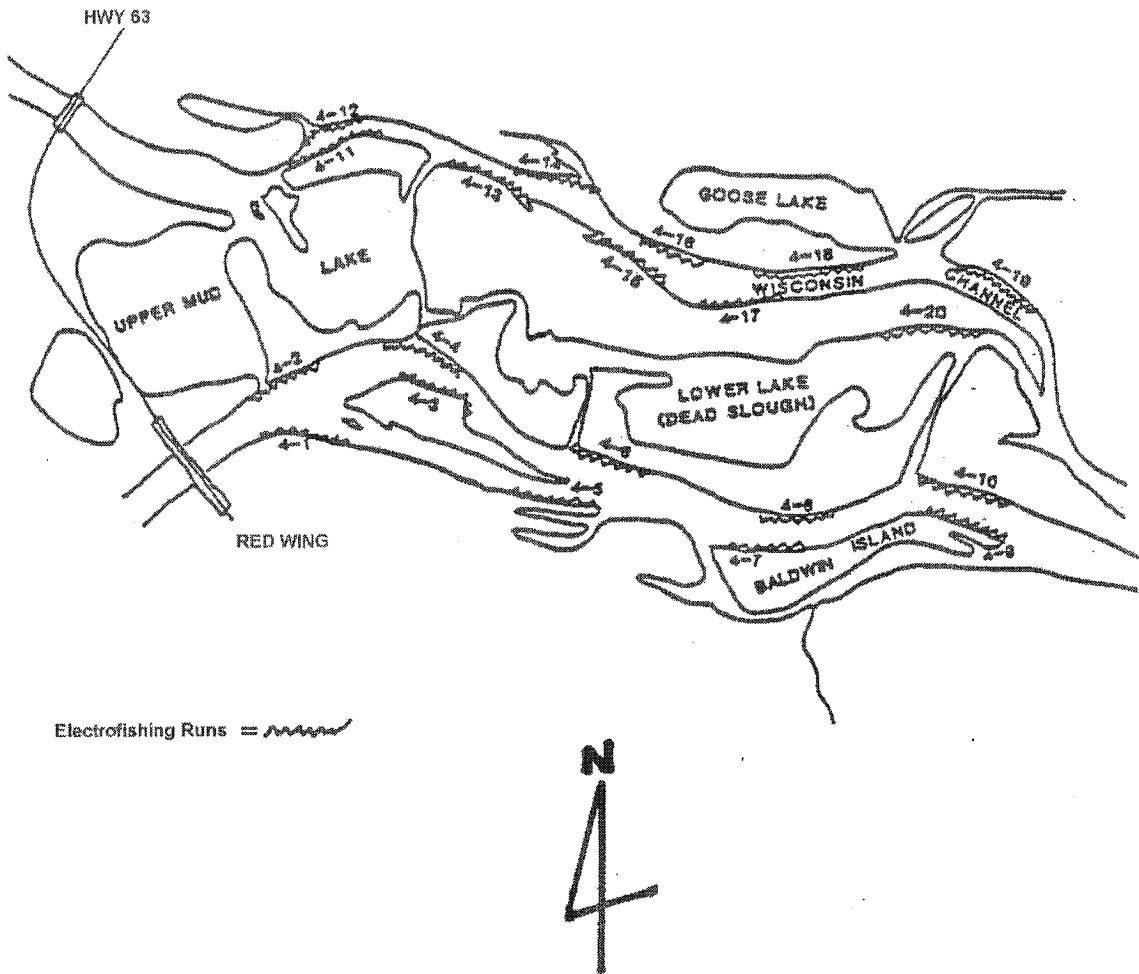 HWY 63
4-12
4-11
4-14
4-13
GOOSE LAKE
4-16
4-18
4-19
LAKE
4-15
WISCONSIN
CHANNEL
UPPER MUD
4-17
4-20
4-2
4-4
4-3
LOWER LAKE
(DEAD SLOUGH)
4-1
4-6
4-5
4-10
4-8
RED WING
4-7
BALDWIN ISLAND
4-9
Electrofishing Runs =
N